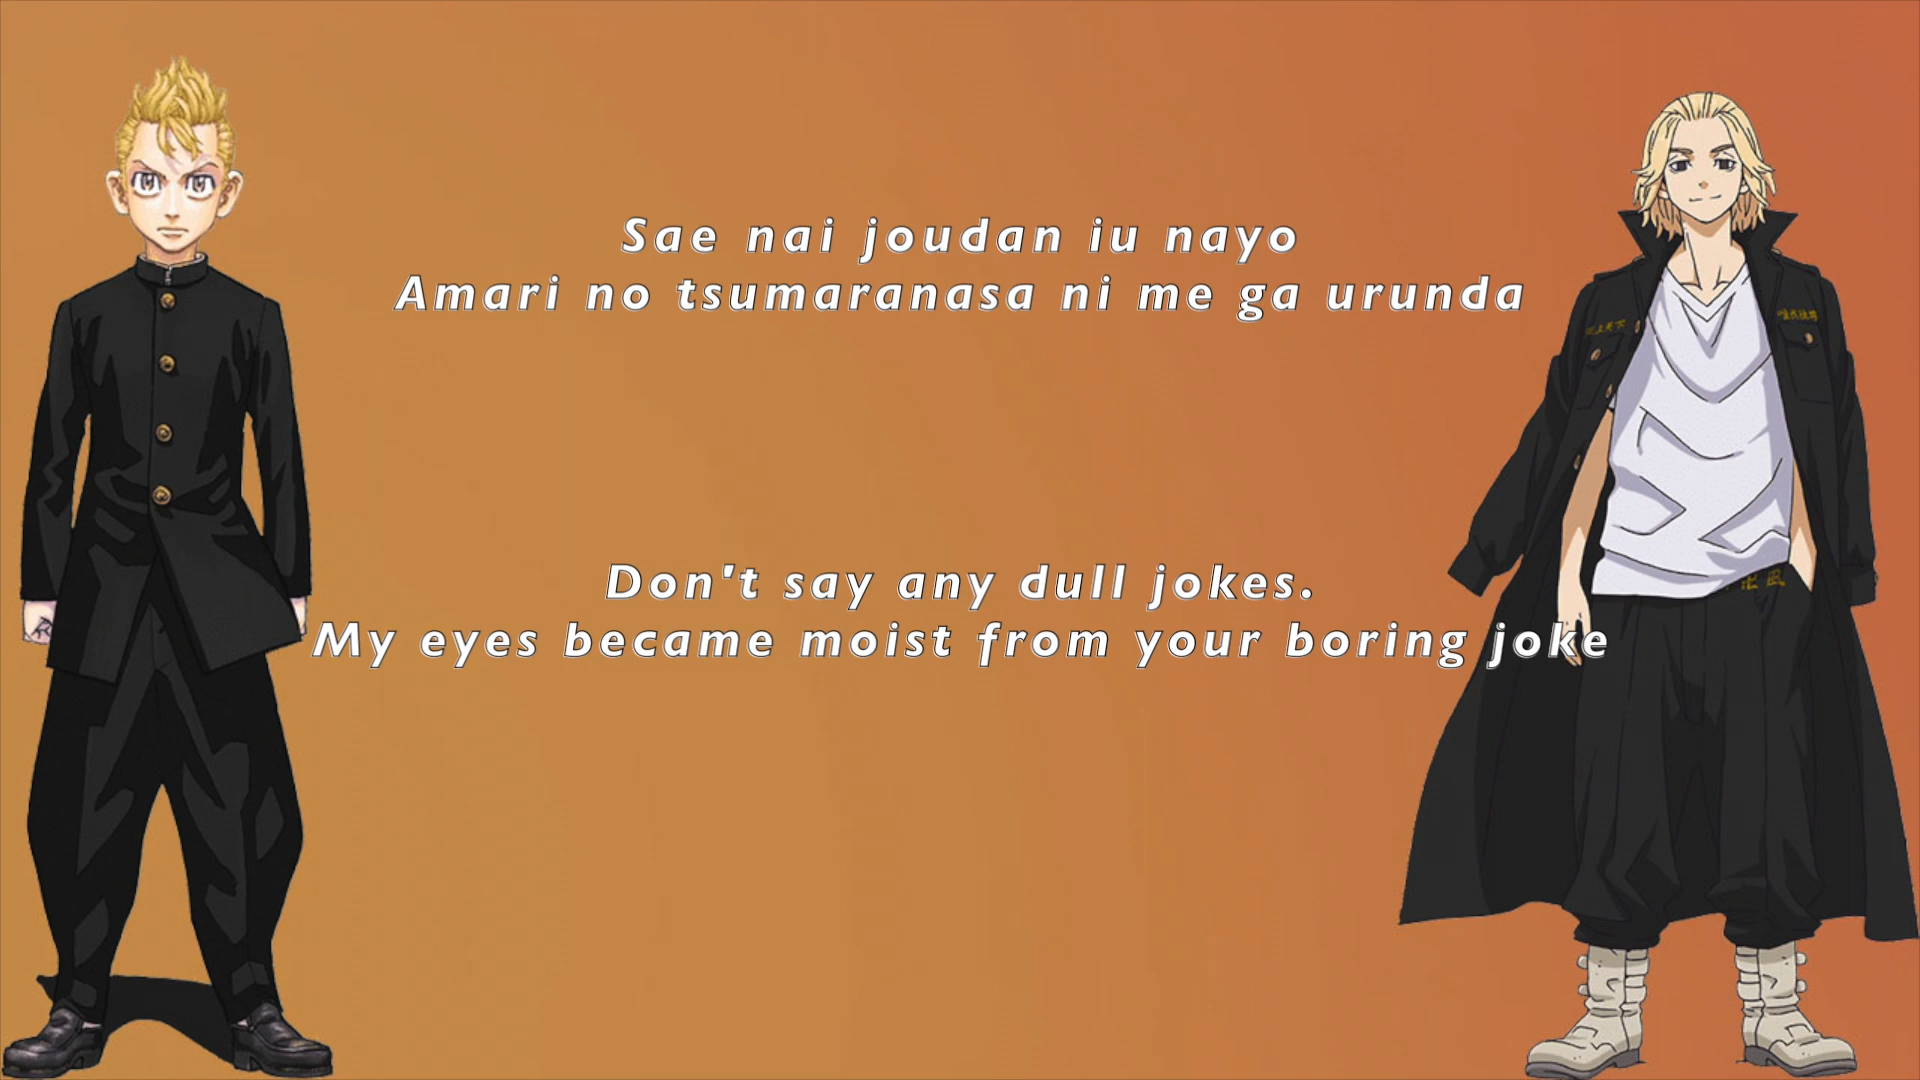 Sae nai joudan iu nayo
Amari no tsumaranasa ni me ga urunda
Don't say any dull jokes.
My eyes became moist from your boring joke